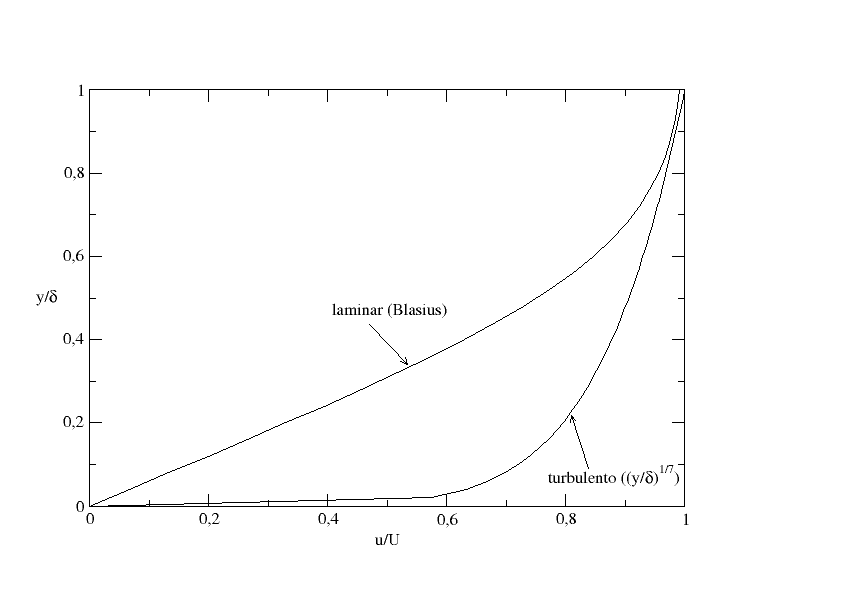 1
0,8
0,6
y/δ
laminar (Blasius)
0,4
0,2
turbulento ((y/δ)^1/7)
0
0 0,2 0,4 0,6 0,8 1
u/U